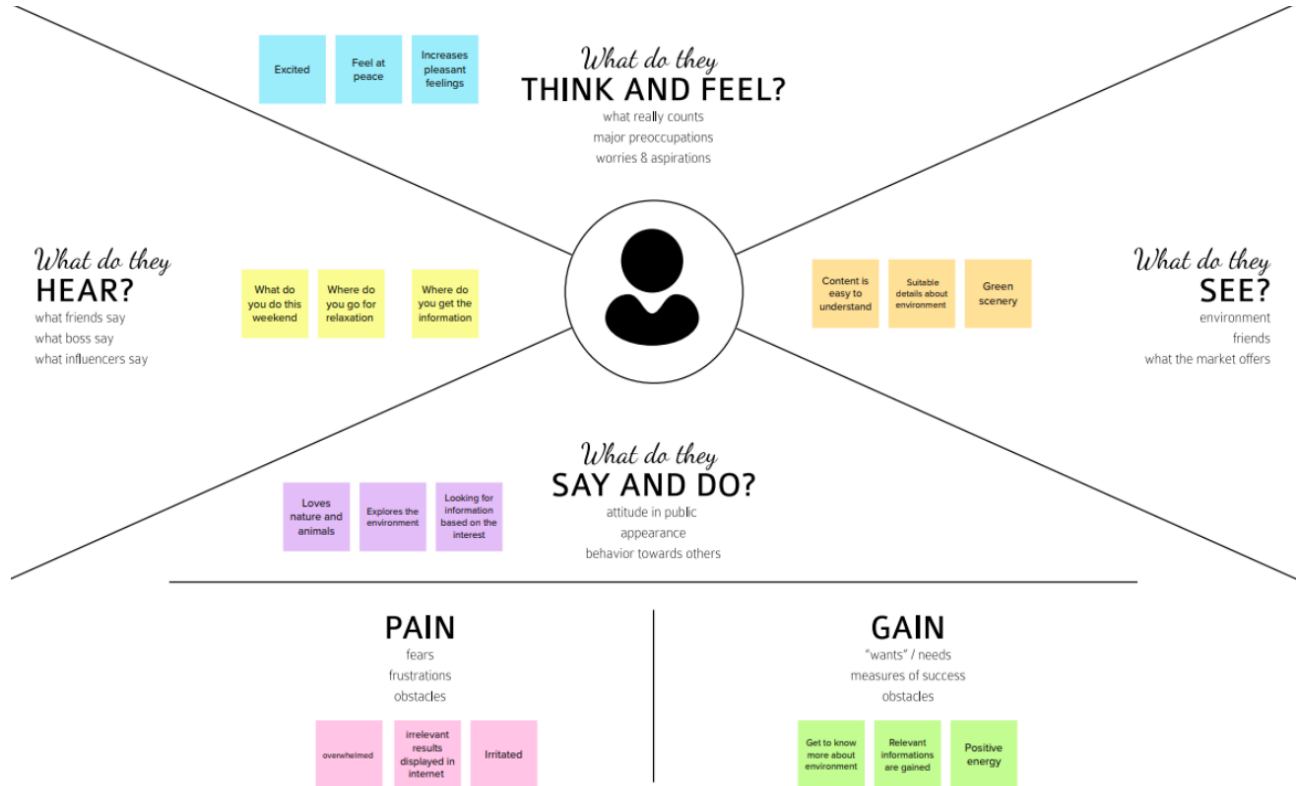 Excited
Feel at
peace
Increases
pleasant
feelings
What do they
THINK AND FEEL?
what really counts
major preoccupations
worries & aspirations
What do they
HEAR?
what friends say
what boss say
what influencers say
What do
you do this
weekend
Where do
you go for
relaxation
Where do
you get the
information
Content is
easy to
understand
Suitable
details about
environment
Green
scenery
What do they
SEE?
environment
friends
what the market offers
What do they
SAY AND DO?
attitude in public
appearance
behavior towards others
Loves
nature and
animals
Explores the
environment
Looking for
information
based on the
interest
PAIN
fears
frustrations
obstacles
overwhelmed
irrelevant
results
displayed in
internet
Irritated
GAIN
"wants" / needs
measures of success
obstacles
Get to know
more about
environment
Relevant
informations
are gained
Positive
energy